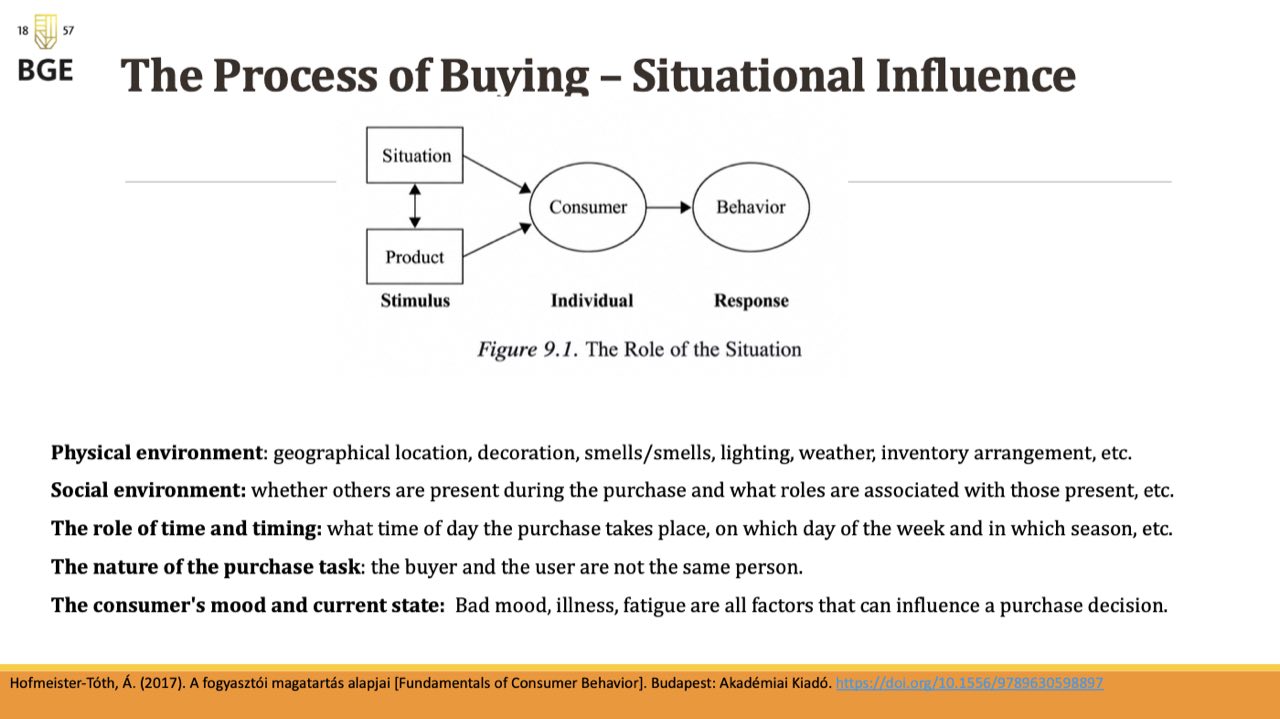 18 57
BGE
The Process of Buying – Situational Influence
Situation
Consumer
Behavior
Product
Stimulus
Individual
Response
Figure 9.1. The Role of the Situation
Physical environment: geographical location, decoration, smells/smells, lighting, weather, inventory arrangement, etc.
Social environment: whether others are present during the purchase and what roles are associated with those present, etc.
The role of time and timing: what time of day the purchase takes place, on which day of the week and in which season, etc.
The nature of the purchase task: the buyer and the user are not the same person.
The consumer's mood and current state: Bad mood, illness, fatigue are all factors that can influence a purchase decision.
Hofmeister-Tóth, Á. (2017). A fogyasztói magatartás alapjai [Fundamentals of Consumer Behavior]. Budapest: Akadémiai Kiadó. https://doi.org/10.1556/9789630598897